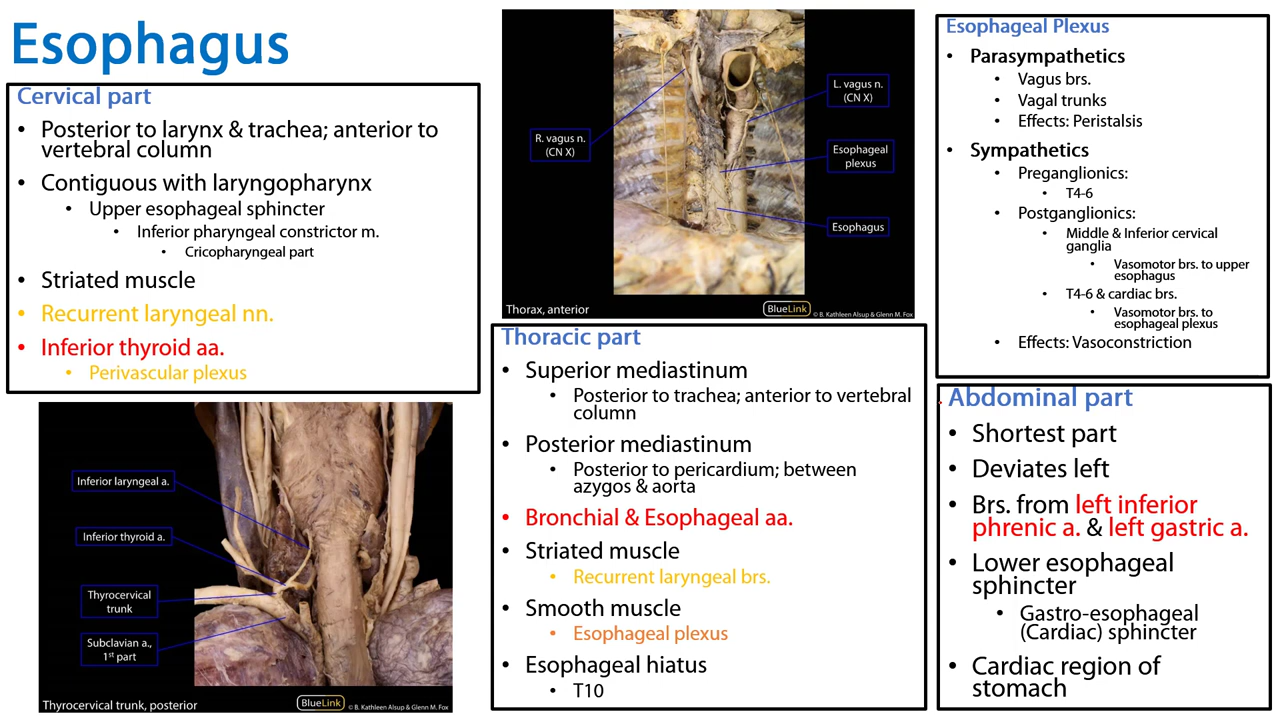 Esophagus
Cervical part
• Posterior to larynx & trachea; anterior to
vertebral column
• Contiguous with laryngopharynx
• Upper esophageal sphincter
• Inferior pharyngeal constrictor m.
• Cricopharyngeal part
• Striated muscle
• Recurrent laryngeal nn.
• Inferior thyroid aa.
• Perivascular plexus
Inferior laryngeal a.
Inferior thyroid a.
Thyrocervical
trunk
Subclavian a.,
1st part
Thyrocervical trunk, posterior
BlueLink
© B. Kathleen Alsup & Glenn M. Fox
L. vagus n.
(CN X)
R. vagus n.
(CN X)
Esophageal
plexus
Esophagus
Thorax, anterior
BlueLink
© B. Kathleen Alsup & Glenn M. Fox
Thoracic part
• Superior mediastinum
• Posterior to trachea; anterior to vertebral
column
• Posterior mediastinum
• Posterior to pericardium; between
azygos & aorta
• Bronchial & Esophageal aa.
• Striated muscle
• Recurrent laryngeal brs.
• Smooth muscle
• Esophageal plexus
• Esophageal hiatus
• T10
Esophageal Plexus
• Parasympathetics
• Vagus brs.
• Vagal trunks
• Effects: Peristalsis
• Sympathetics
• Preganglionics:
• T4-6
• Postganglionics:
• Middle & Inferior cervical
ganglia
• Vasomotor brs. to upper
esophagus
• T4-6 & cardiac brs.
• Vasomotor brs. to
esophageal plexus
• Effects: Vasoconstriction
Abdominal part
• Shortest part
• Deviates left
• Brs. from left inferior
phrenic a. & left gastric a.
• Lower esophageal
sphincter
• Gastro-esophageal
(Cardiac) sphincter
• Cardiac region of
stomach